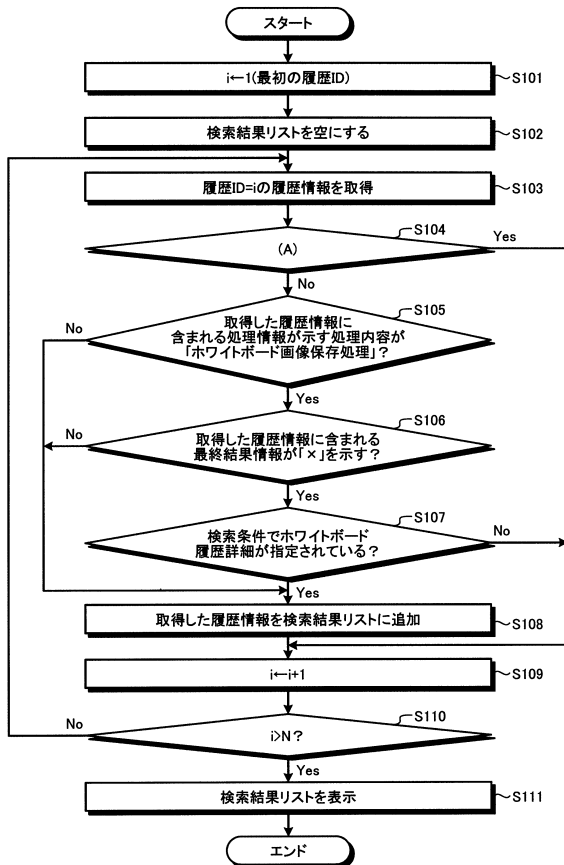 スタート
i←1(最初の履歴ID)
S101
検索結果リストを空にする
S102
履歴ID=iの履歴情報を取得
S103
S104
(A)
Yes
No
S105
取得した履歴情報に
含まれる処理情報が示す処理内容が
「ホワイトボード画像保存処理」?
No
Yes
S106
取得した履歴情報に含まれる
最終結果情報が「×」を示す?
No
Yes
S107
検索条件でホワイトボード
履歴詳細が指定されている?
No
Yes
取得した履歴情報を検索結果リストに追加
S108
i←i+1
S109
S110
i>N?
No
Yes
検索結果リストを表示
S111
エンド